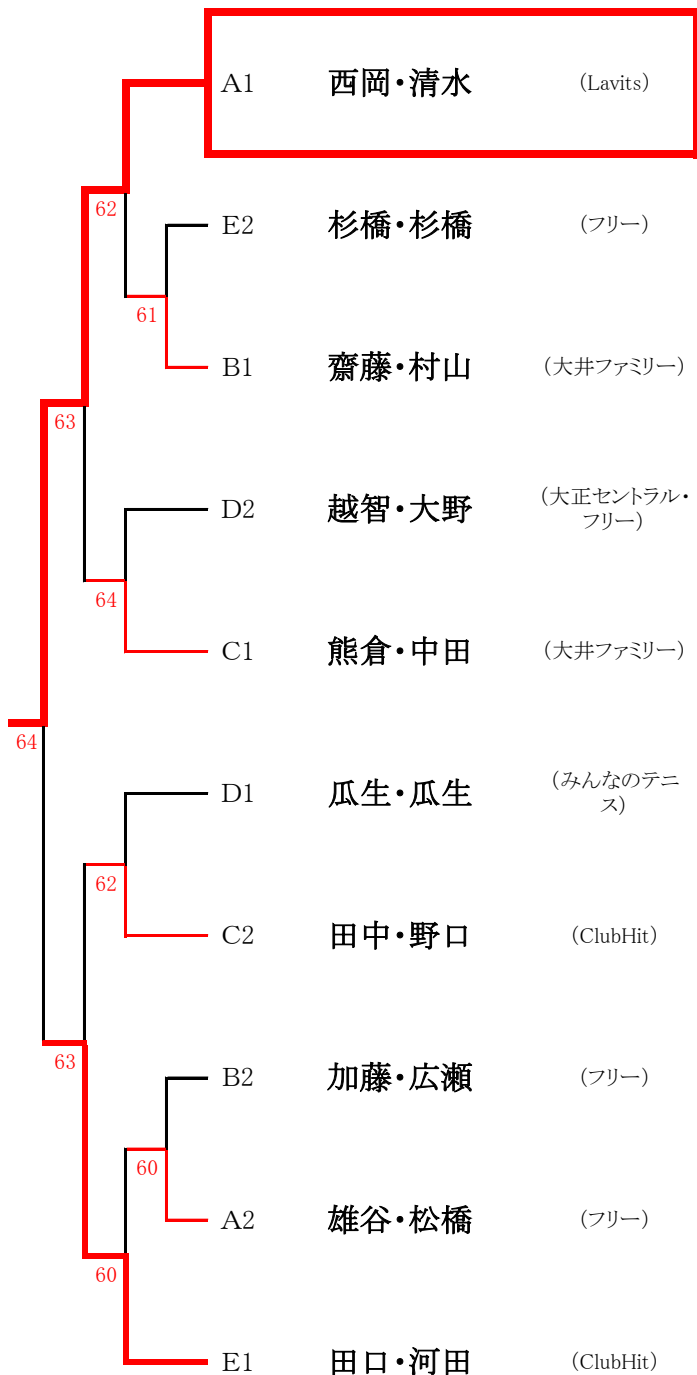 A1 西岡・清水 (Lavits)
62
E2 杉橋・杉橋 (フリー)
61
B1 齋藤・村山 (大井ファミリー)
63
D2 越智・大野 (大正セントラル・
フリー)
64
C1 熊倉・中田 (大井ファミリー)
64
D1 瓜生・瓜生 (みんなのテニ
ス)
62
C2 田中・野口 (ClubHit)
63
B2 加藤・広瀬 (フリー)
60
A2 雄谷・松橋 (フリー)
60
E1 田口・河田 (ClubHit)